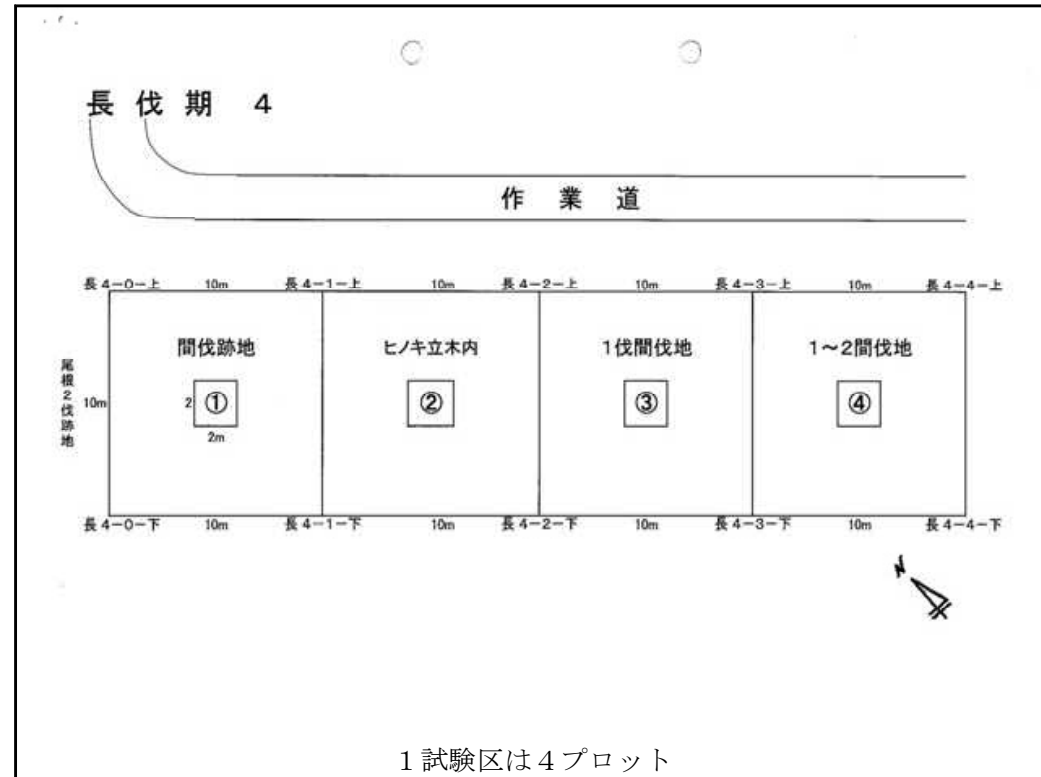 長伐期 4
作業道
長4-0-上 10m 長4-1-上 10m 長4-2-上 10m 長4-3-上 10m 長4-4-上
間伐跡地 ヒノキ立木内 1伐間伐地 1~2間伐地
尾根2伐跡地
10m 2 ① ② ③ ④
2m
長4-0-下 10m 長4-1-下 10m 長4-2-下 10m 長4-3-下 10m 長4-4-下
N
1試験区は4プロット